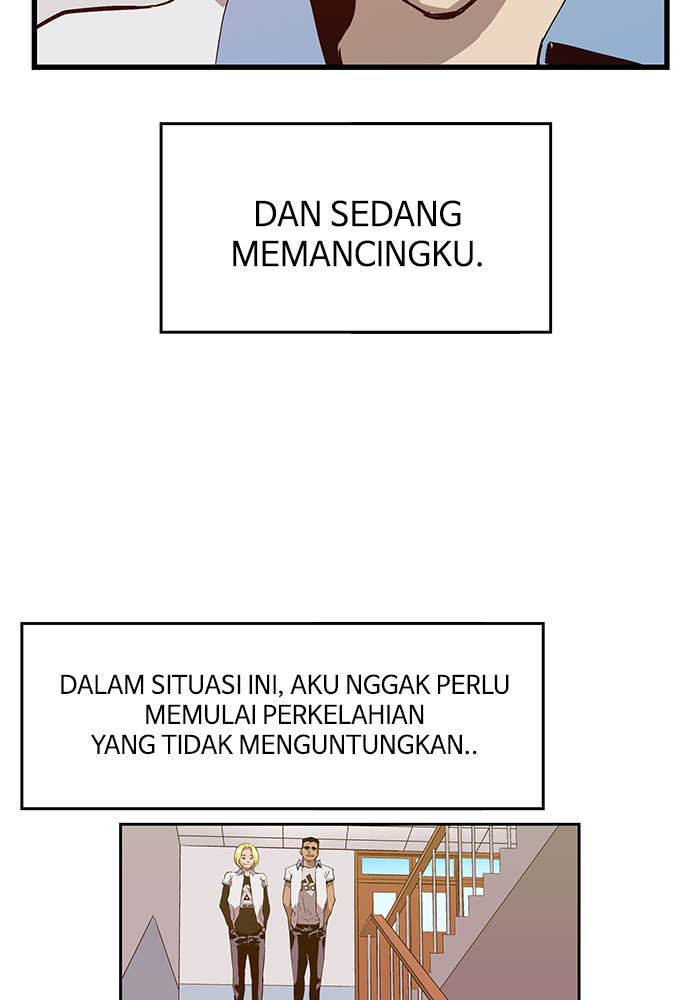 DAN SEDANG
MEMANCINGKU.
DALAM SITUASI INI, AKU NGGAK PERLU
MEMULAI PERKELAHIAN
YANG TIDAK MENGUNTUNGKAN..